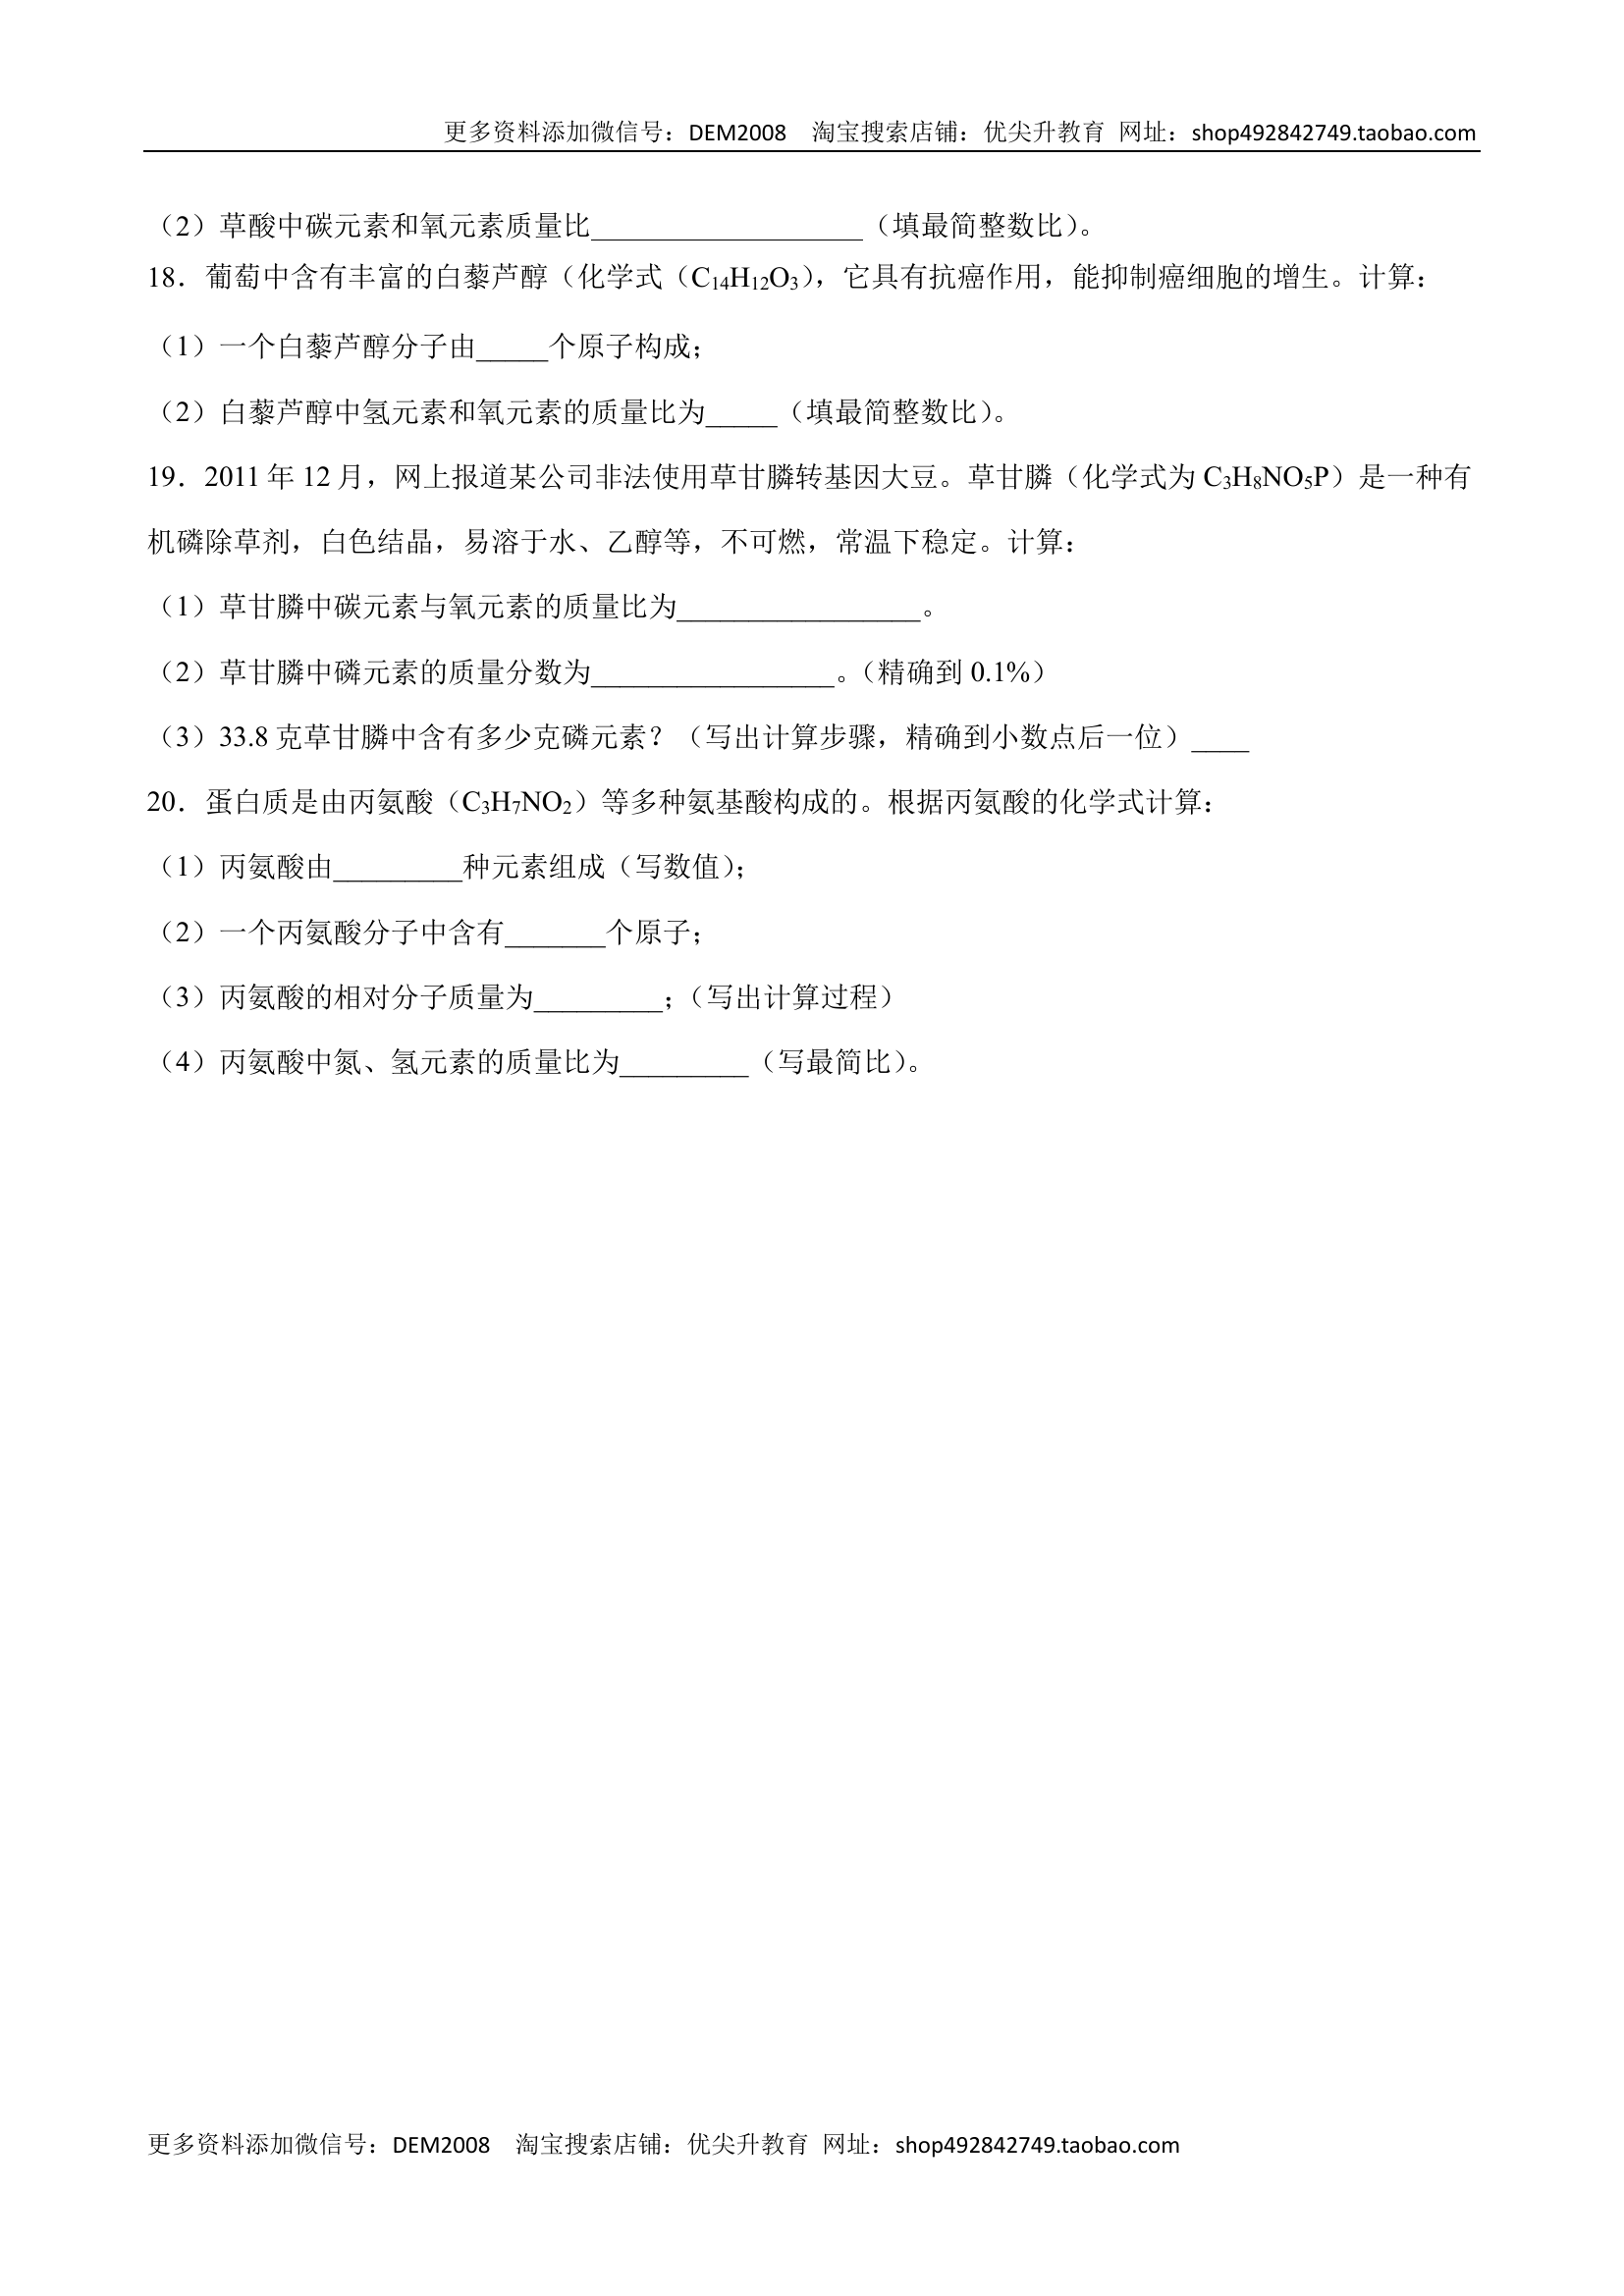 更多资料添加微信号：DEM2008  淘宝搜索店铺：优尖升教育 网址：shop492842749.taobao.com
（2）草酸中碳元素和氧元素质量比___________________（填最简整数比）。
18．葡萄中含有丰富的白藜芦醇（化学式（C₁₄H₁₂O₃），它具有抗癌作用，能抑制癌细胞的增生。计算：
（1）一个白藜芦醇分子由_____个原子构成；
（2）白藜芦醇中氢元素和氧元素的质量比为_____（填最简整数比）。
19．2011 年 12 月，网上报道某公司非法使用草甘膦转基因大豆。草甘膦（化学式为 C₃H₈NO₅P）是一种有
机磷除草剂，白色结晶，易溶于水、乙醇等，不可燃，常温下稳定。计算：
（1）草甘膦中碳元素与氧元素的质量比为_________________。
（2）草甘膦中磷元素的质量分数为_________________。（精确到 0.1%）
（3）33.8 克草甘膦中含有多少克磷元素？（写出计算步骤，精确到小数点后一位）____
20．蛋白质是由丙氨酸（C₃H₇NO₂）等多种氨基酸构成的。根据丙氨酸的化学式计算：
（1）丙氨酸由_________种元素组成（写数值）；
（2）一个丙氨酸分子中含有_______个原子；
（3）丙氨酸的相对分子质量为_________；（写出计算过程）
（4）丙氨酸中氮、氢元素的质量比为_________（写最简比）。
更多资料添加微信号：DEM2008  淘宝搜索店铺：优尖升教育 网址：shop492842749.taobao.com